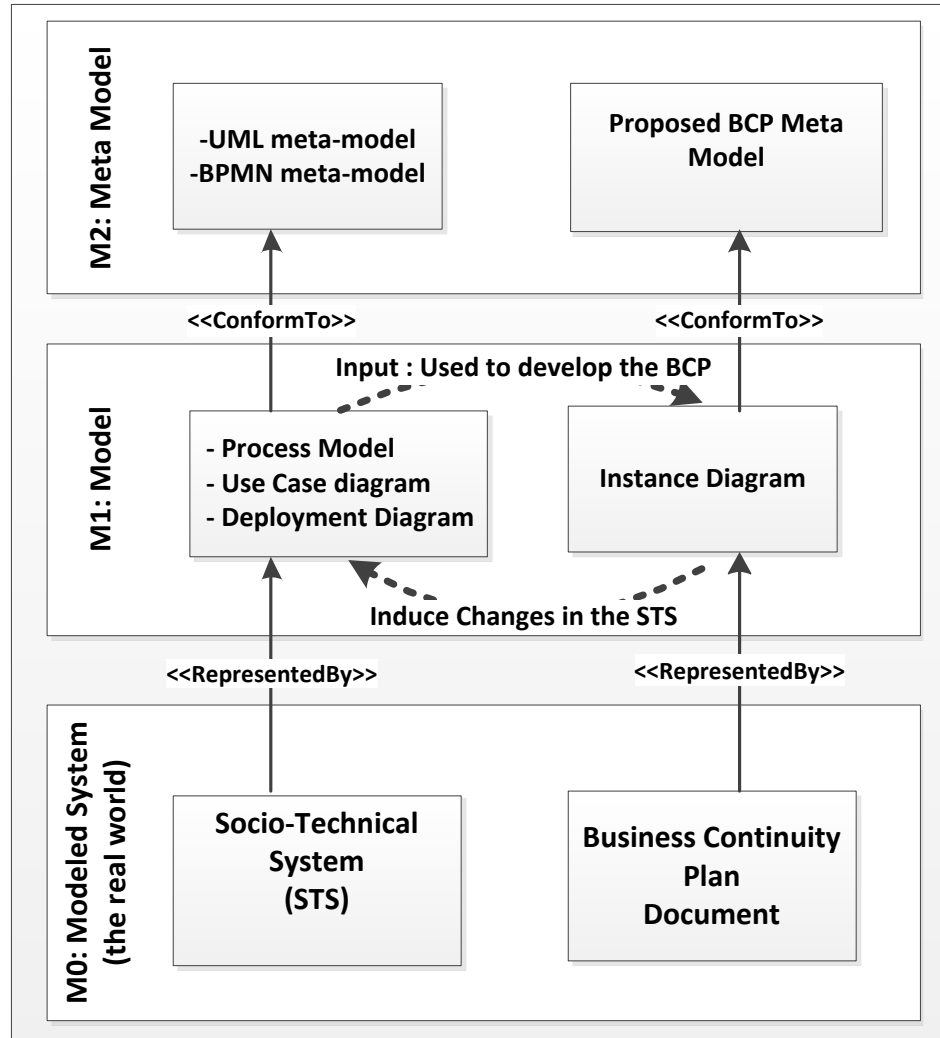 M2: Meta Model
-UML meta-model
-BPMN meta-model
Proposed BCP Meta
Model
<<ConformTo>>
<<ConformTo>>
M1: Model
Input : Used to develop the BCP
- Process Model
- Use Case diagram
- Deployment Diagram
Instance Diagram
Induce Changes in the STS
<<RepresentedBy>>
<<RepresentedBy>>
M0: Modeled System
(the real world)
Socio-Technical
System
(STS)
Business Continuity
Plan
Document